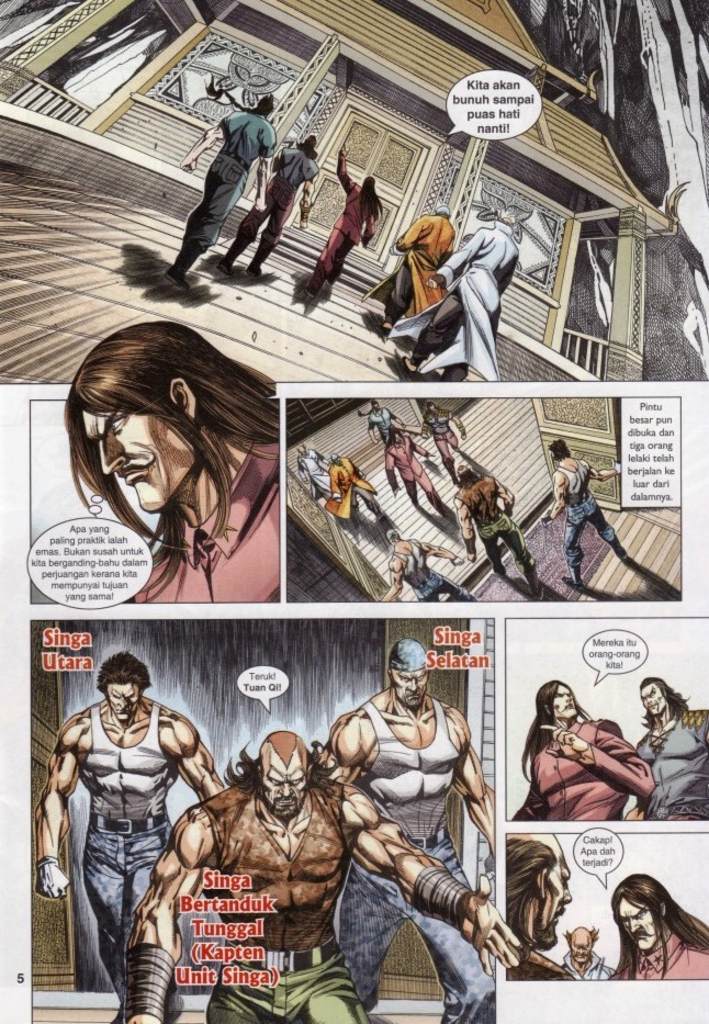 Kita akan
bunuh sampai
puas hati
nanti!
Apa yang
paling praktik ialah
emas. Bukan susah untuk
kita berganding-bahu dalam
perjuangan kerana kita
mempunyai tujuan
yang sama!
Pintu
besar pun
dibuka dan
tiga orang
lelaki telah
berjalan ke
luar dari
dalamnya.
Singa
Utara
Teruk!
Tuan Qi!
Singa
Selatan
Singa
Bertanduk
Tunggal
(Kapten
Unit Singa)
Mereka itu
orang-orang
kita!
Cakap!
Apa dah
terjadi?
5